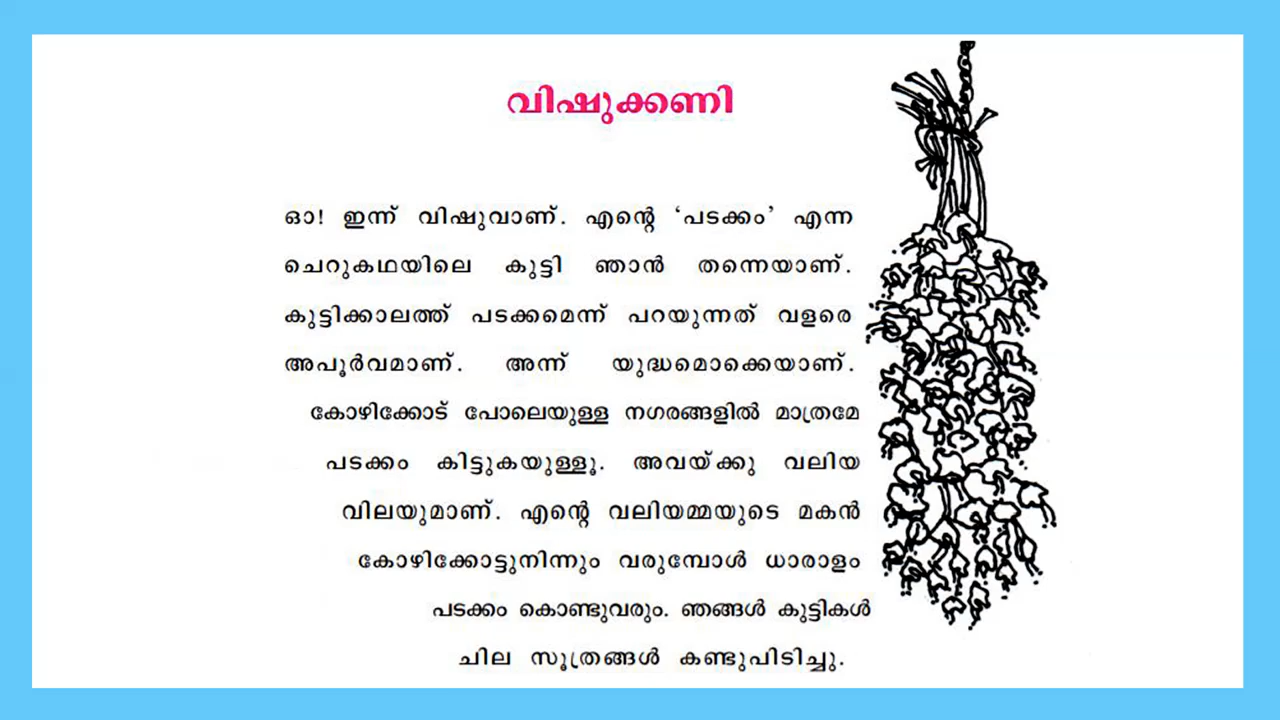 വിഷുക്കണി
ഓ! ഇന്ന് വിഷുവാണ്. എന്റെ ‘പടക്കം’ എന്ന
ചെറുകഥയിലെ കുട്ടി ഞാൻ തന്നെയാണ്.
കുട്ടിക്കാലത്ത് പടക്കമെന്ന് പറയുന്നത് വളരെ
അപൂർവമാണ്. അന്ന് യുദ്ധമൊക്കെയാണ്.
കോഴിക്കോട് പോലെയുള്ള നഗരങ്ങളിൽ മാത്രമേ
പടക്കം കിട്ടുകയുള്ളൂ. അവയ്ക്കു വലിയ
വിലയുമാണ്. എന്റെ വലിയമ്മയുടെ മകൻ
കോഴിക്കോട്ടുനിന്നും വരുമ്പോൾ ധാരാളം
പടക്കം കൊണ്ടുവരും. ഞങ്ങൾ കുട്ടികൾ
ചില സൂത്രങ്ങൾ കണ്ടുപിടിച്ചു.